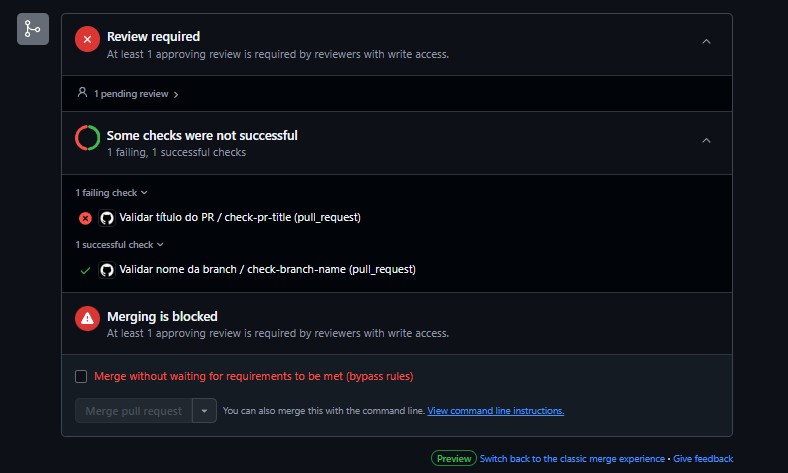 Review required
At least 1 approving review is required by reviewers with write access.
1 pending review
Some checks were not successful
1 failing, 1 successful checks
1 failing check
Validar título do PR / check-pr-title (pull_request)
1 successful check
Validar nome da branch / check-branch-name (pull_request)
Merging is blocked
At least 1 approving review is required by reviewers with write access.
Merge without waiting for requirements to be met (bypass rules)
Merge pull request You can also merge this with the command line. View command line instructions.
Preview Switch back to the classic merge experience • Give feedback